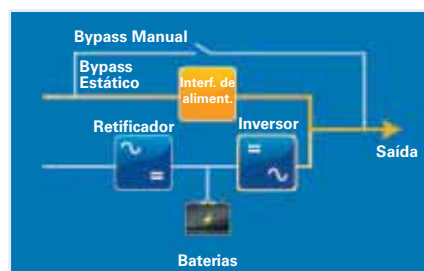 Bypass Manual
Bypass
Estático
Interf. de
aliment.
Retificador
Inversor
Saída
Baterias